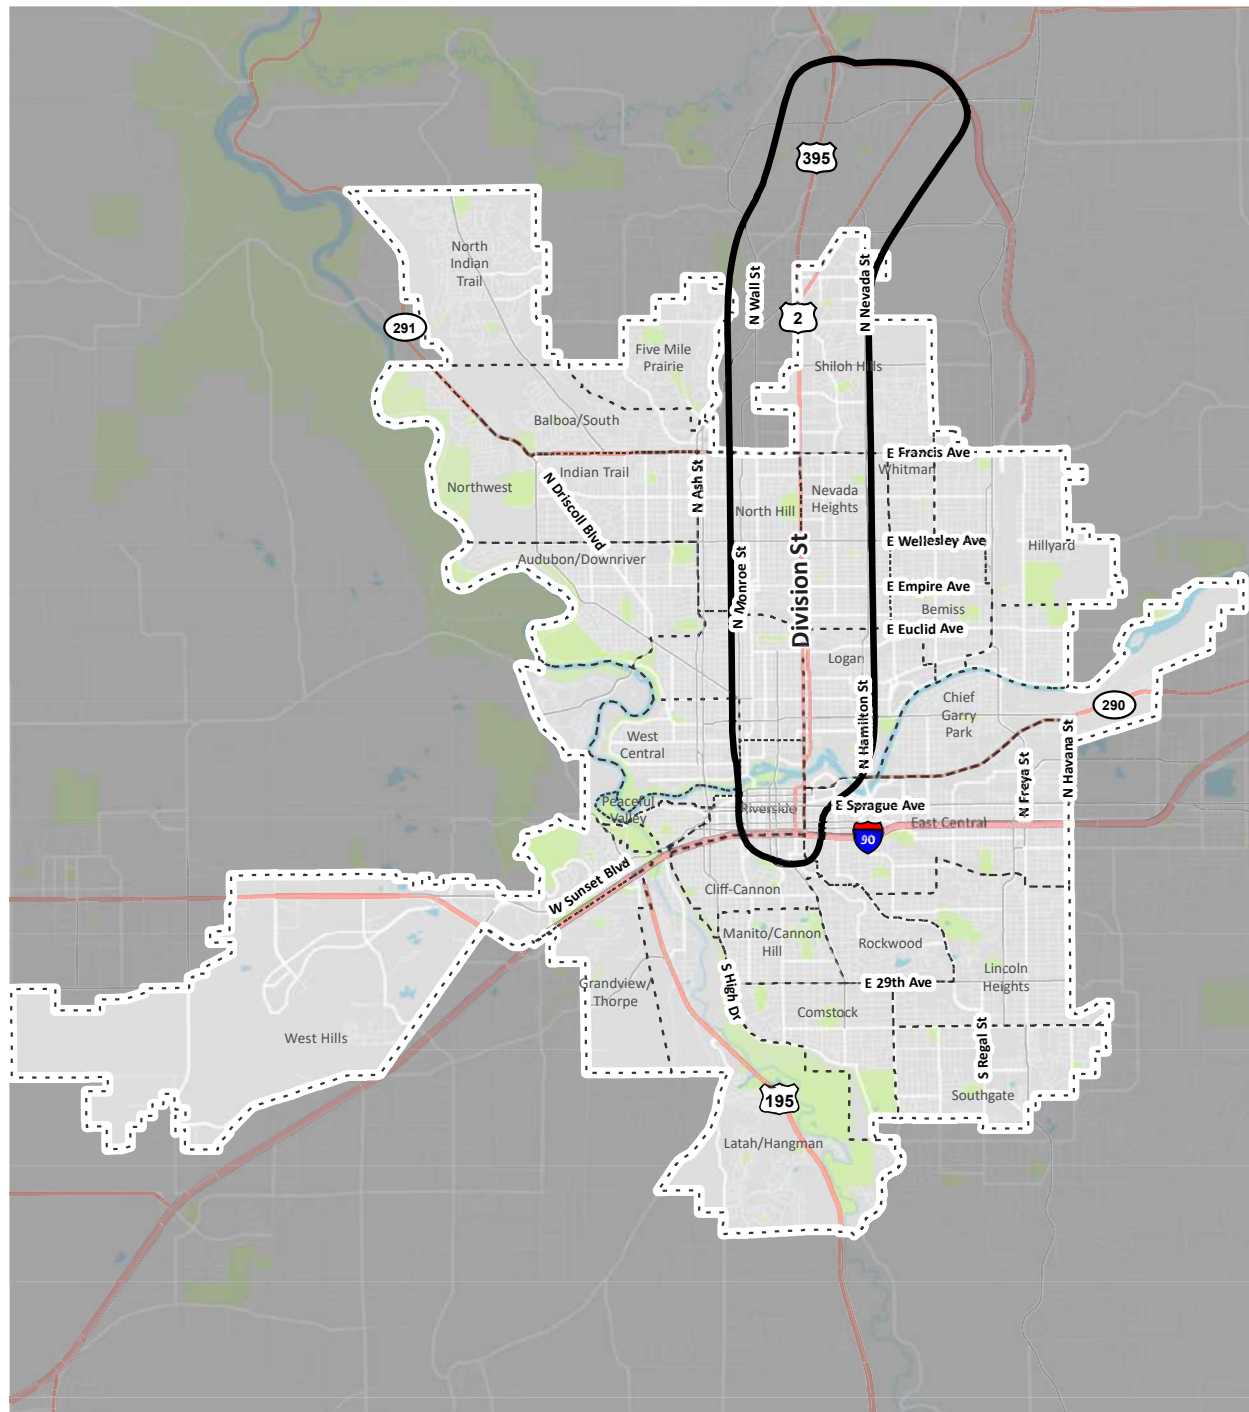 395
North
Indian
Trail
N Wall St
N Nevada St
2
291
Five Mile
Prairie
Shiloh Hills
Balboa/South
Indian Trail
E Francis Ave
Whitman
N Ash St
Northwest
N Driscoll Blvd
Nevada
Heights
North Hill
Division St
E Wellesley Ave
Hillyard
Audubon/Downriver
N Monroe St
E Empire Ave
Bemiss
E Euclid Ave
Logan
N Hamilton St
Chief
Garry
Park
290
West
Central
N Havana St
N Freya St
Peaceful
Valley
Riverside
E Sprague Ave
East Central
90
W Sunset Blvd
Cliff-Cannon
Manito/Cannon
Hill
Rockwood
S High Dr
Lincoln
Heights
E 29th Ave
Grandview/
Thorpe
Comstock
West Hills
S Regal St
195
Southgate
Latah/Hangman